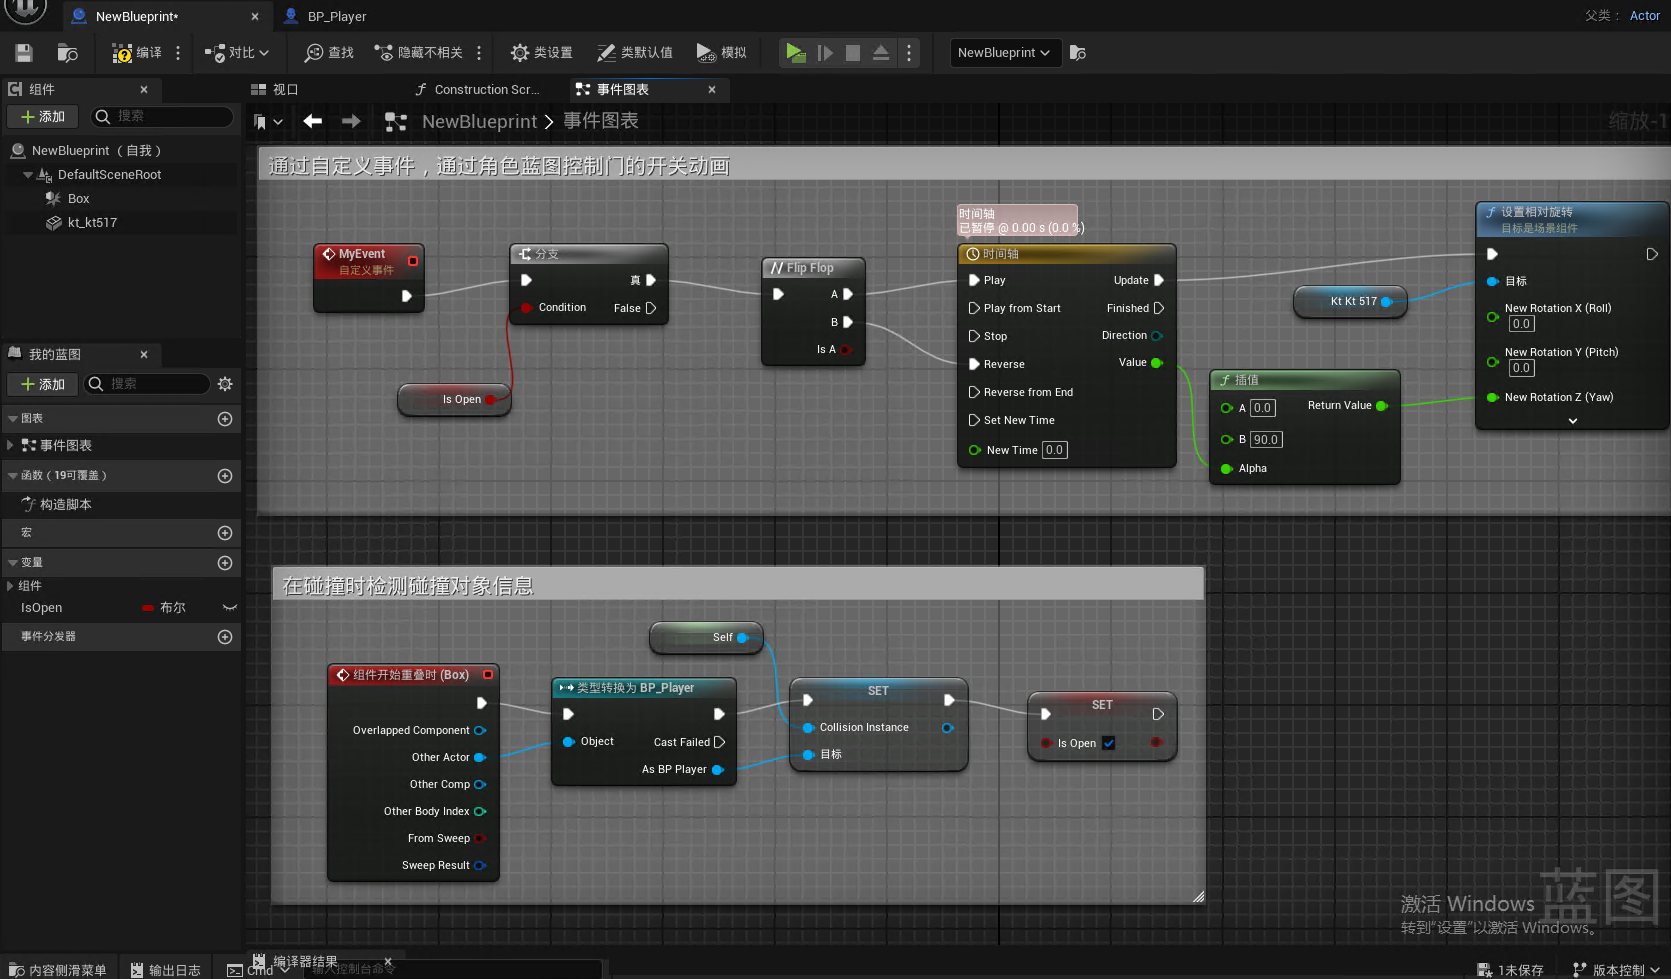 NewBlueprint*
BP_Player
父类： Actor
编译
对比
查找
隐藏不相关
类设置
类默认值
模拟
NewBlueprint
组件
添加
搜索
NewBlueprint （自我）
DefaultSceneRoot
Box
kt_kt517
视口
Construction Scr...
事件图表
NewBlueprint > 事件图表
缩放-1
通过自定义事件，通过角色蓝图控制门的开关动画
MyEvent
自定义事件
分支
真
Condition
False
Is Open
Flip Flop
A
B
Is A
时间轴
已暂停 @ 0.00 s (0.0 %)
时间轴
Play
Update
Play from Start
Finished
Stop
Direction
Reverse
Value
Reverse from End
Set New Time
New Time 0.0
Kt Kt 517
插值
A 0.0
Return Value
B 90.0
Alpha
设置相对旋转
目标是场景组件
目标
New Rotation X (Roll)
0.0
New Rotation Y (Pitch)
0.0
New Rotation Z (Yaw)
我的蓝图
添加
搜索
图表
事件图表
函数（19可覆盖）
构造脚本
宏
变量
组件
IsOpen
布尔
事件分发器
在碰撞时检测碰撞对象信息
Self
组件开始重叠时 (Box)
Overlapped Component
Other Actor
Other Comp
Other Body Index
From Sweep
Sweep Result
类型转换为 BP_Player
Object
Cast Failed
As BP Player
SET
Collision Instance
目标
SET
Is Open
蓝图
激活 Windows
转到“设置”以激活 Windows。
编译器结果
内容侧滑菜单
输出日志
Cmd
输入控制台命令
1未保存
版本控制